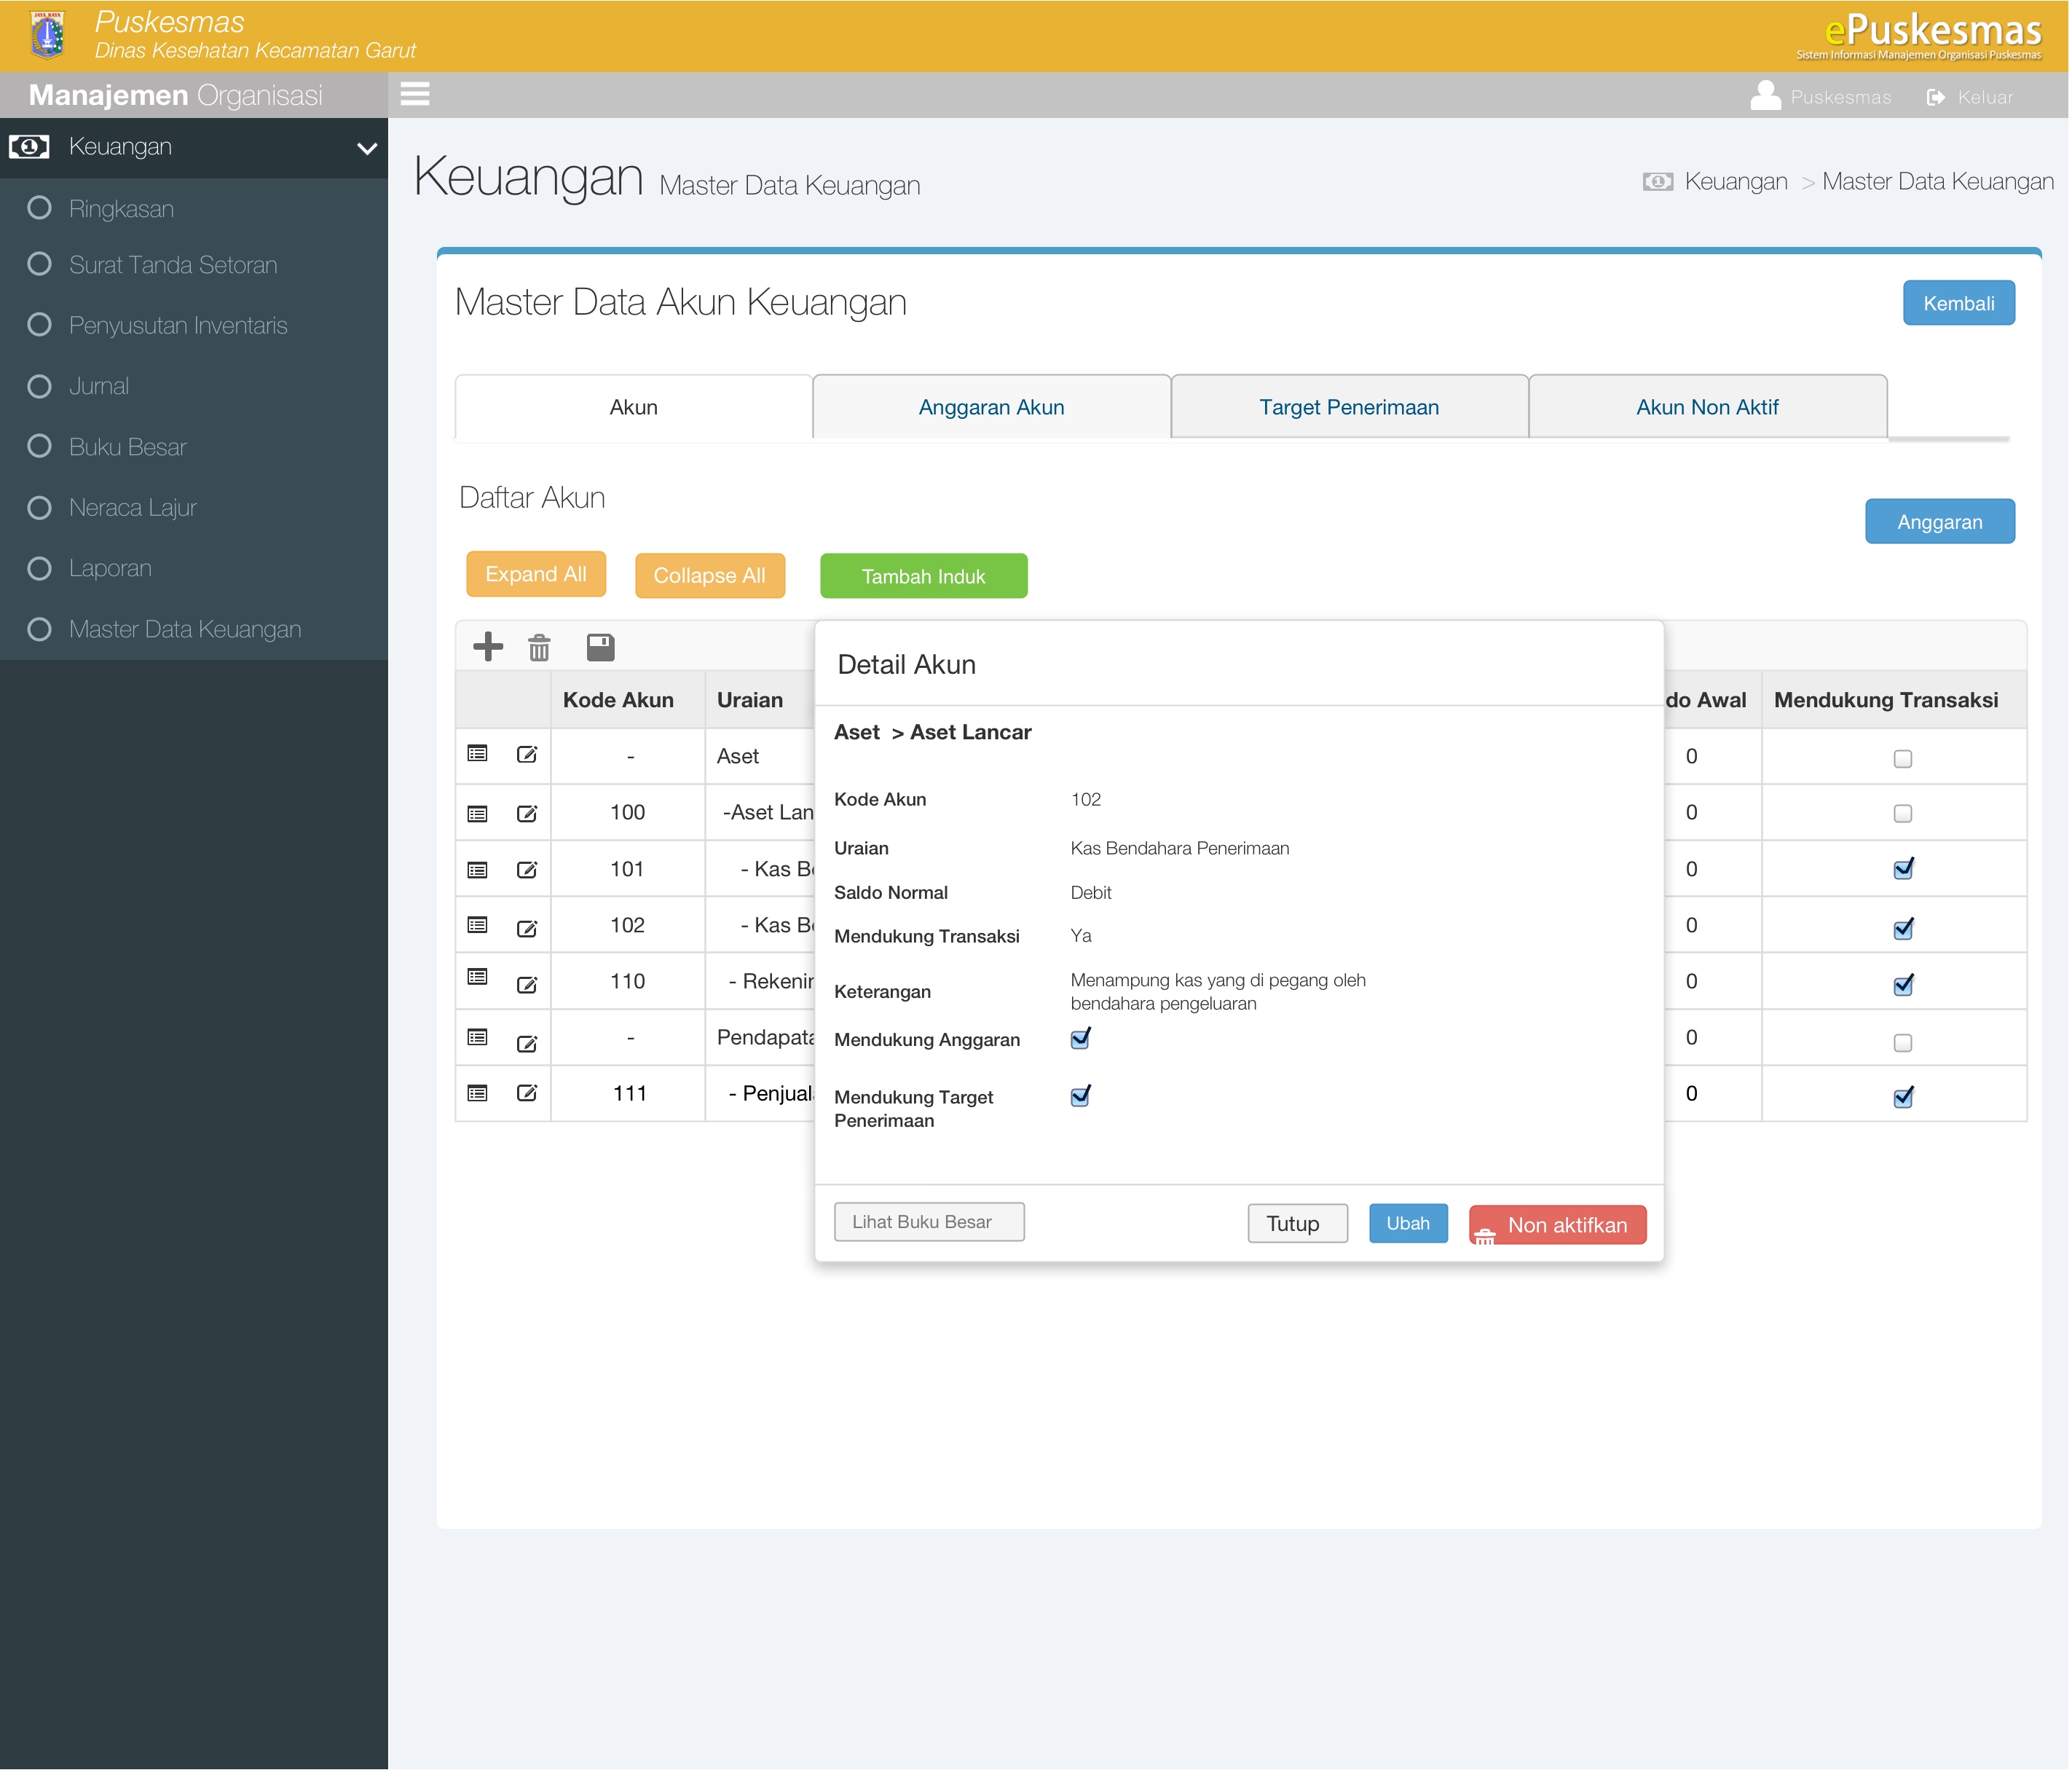 Puskesmas
Dinas Kesehatan Kecamatan Garut
ePuskesmas
Sistem Informasi Manajemen Organisasi Puskesmas
Manajemen Organisasi
Puskesmas
Keluar
Keuangan
Ringkasan
Surat Tanda Setoran
Penyusutan Inventaris
Jurnal
Buku Besar
Neraca Lajur
Laporan
Master Data Keuangan
Keuangan Master Data Keuangan
Keuangan > Master Data Keuangan
Master Data Akun Keuangan
Kembali
Akun
Anggaran Akun
Target Penerimaan
Akun Non Aktif
Daftar Akun
Anggaran
Expand All
Collapse All
Tambah Induk
Kode Akun Uraian do Awal Mendukung Transaksi
- Aset 0
100 -Aset Lan 0
101 - Kas Be 0
102 - Kas Be 0
110 - Rekenin 0
- Pendapata 0
111 - Penjual 0
Detail Akun
Aset > Aset Lancar
Kode Akun 102
Uraian Kas Bendahara Penerimaan
Saldo Normal Debit
Mendukung Transaksi Ya
Keterangan Menampung kas yang di pegang oleh
bendahara pengeluaran
Mendukung Anggaran
Mendukung Target
Penerimaan
Lihat Buku Besar
Tutup
Ubah
Non aktifkan